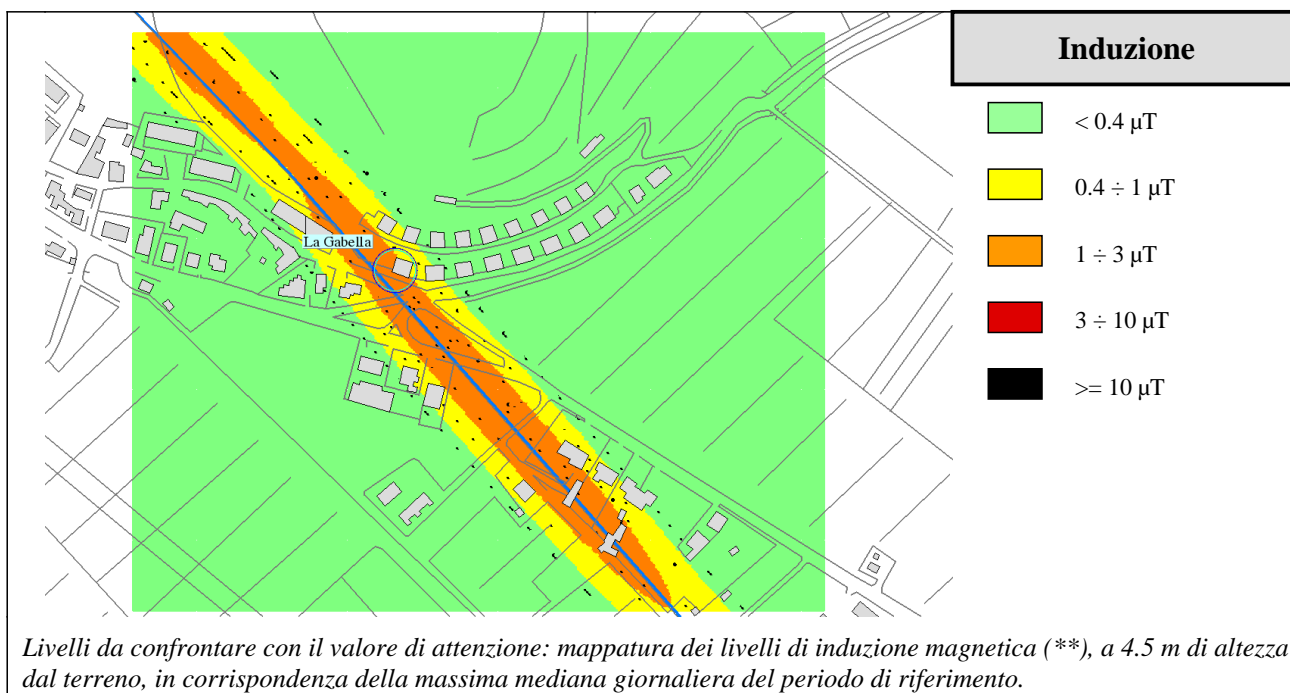 Induzione
< 0.4 µT
0.4 ÷ 1 µT
1 ÷ 3 µT
3 ÷ 10 µT
>= 10 µT
La Gabella
Livelli da confrontare con il valore di attenzione: mappatura dei livelli di induzione magnetica (**), a 4.5 m di altezza
dal terreno, in corrispondenza della massima mediana giornaliera del periodo di riferimento.